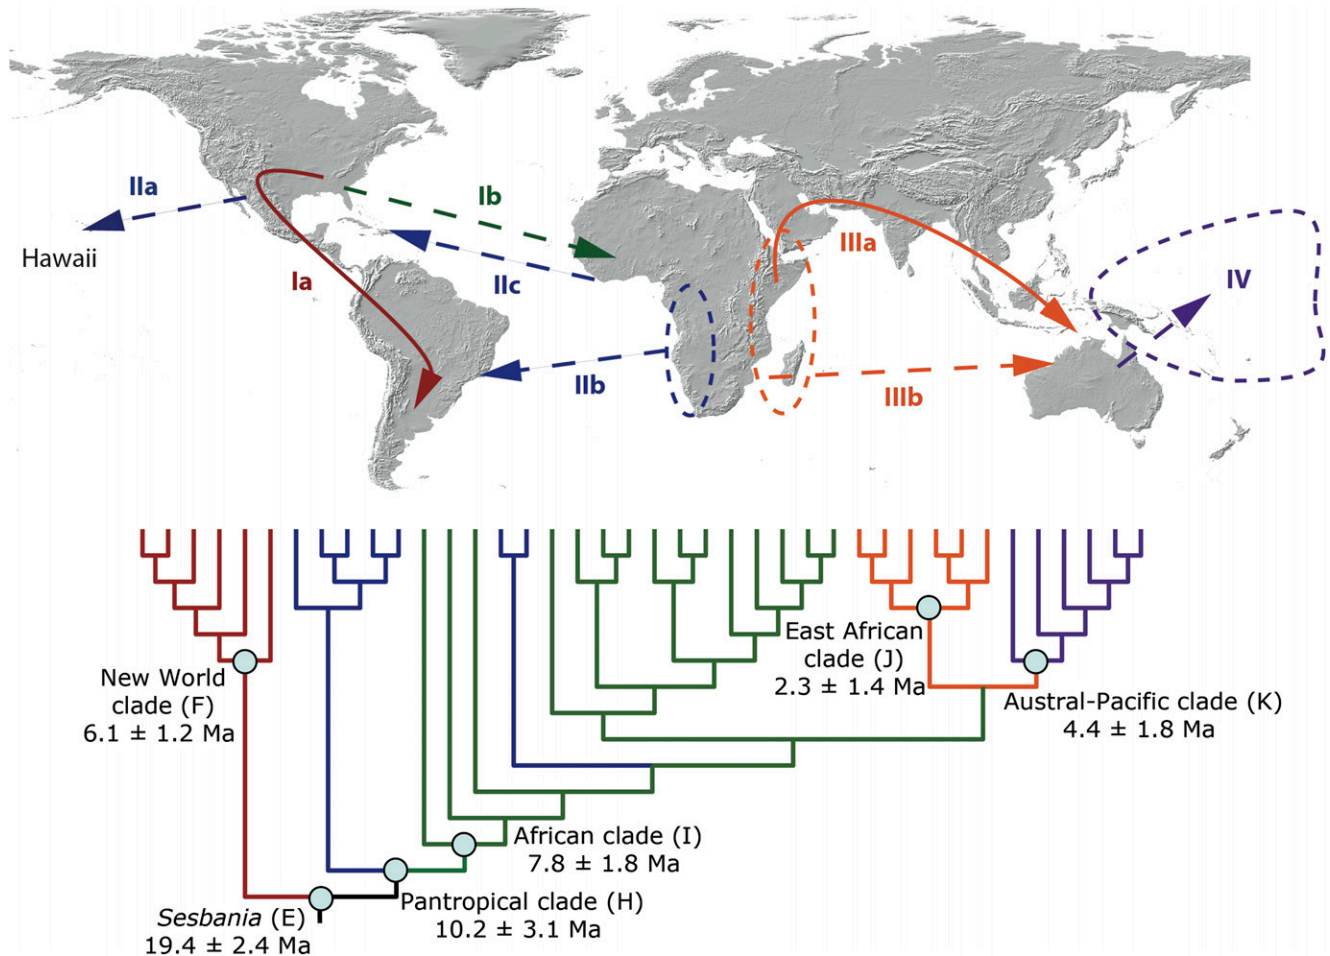 IIa
Ib
Hawaii
Ia
IIc
IIIa
IV
IIb
IIIb
New World
clade (F)
6.1 ± 1.2 Ma
East African
clade (J)
2.3 ± 1.4 Ma
Austral-Pacific clade (K)
4.4 ± 1.8 Ma
African clade (I)
7.8 ± 1.8 Ma
Pantropical clade (H)
10.2 ± 3.1 Ma
Sesbania (E)
19.4 ± 2.4 Ma